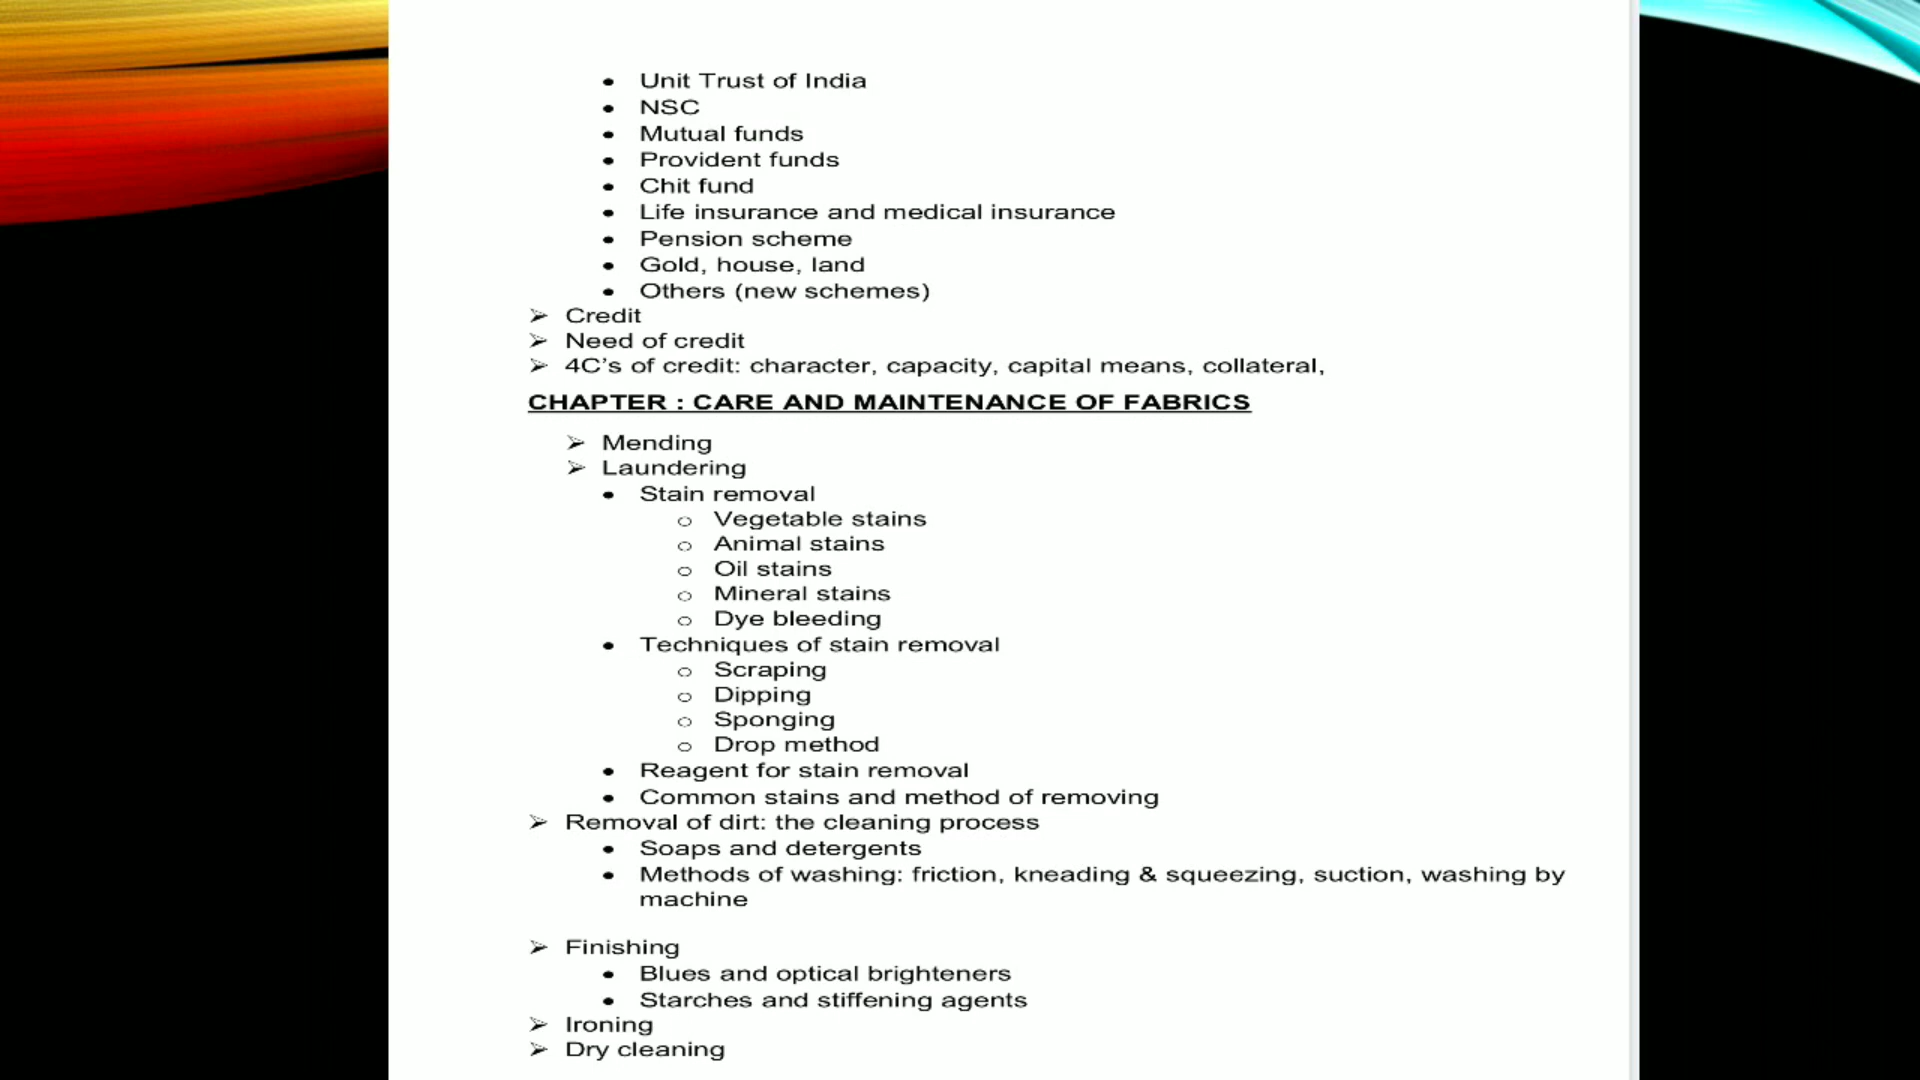 • Unit Trust of India
• NSC
• Mutual funds
• Provident funds
• Chit fund
• Life insurance and medical insurance
• Pension scheme
• Gold, house, land
• Others (new schemes)
➢ Credit
➢ Need of credit
➢ 4C’s of credit: character, capacity, capital means, collateral,
CHAPTER : CARE AND MAINTENANCE OF FABRICS
➢ Mending
➢ Laundering
• Stain removal
o Vegetable stains
o Animal stains
o Oil stains
o Mineral stains
o Dye bleeding
• Techniques of stain removal
o Scraping
o Dipping
o Sponging
o Drop method
• Reagent for stain removal
• Common stains and method of removing
➢ Removal of dirt: the cleaning process
• Soaps and detergents
• Methods of washing: friction, kneading & squeezing, suction, washing by
machine
➢ Finishing
• Blues and optical brighteners
• Starches and stiffening agents
➢ Ironing
➢ Dry cleaning